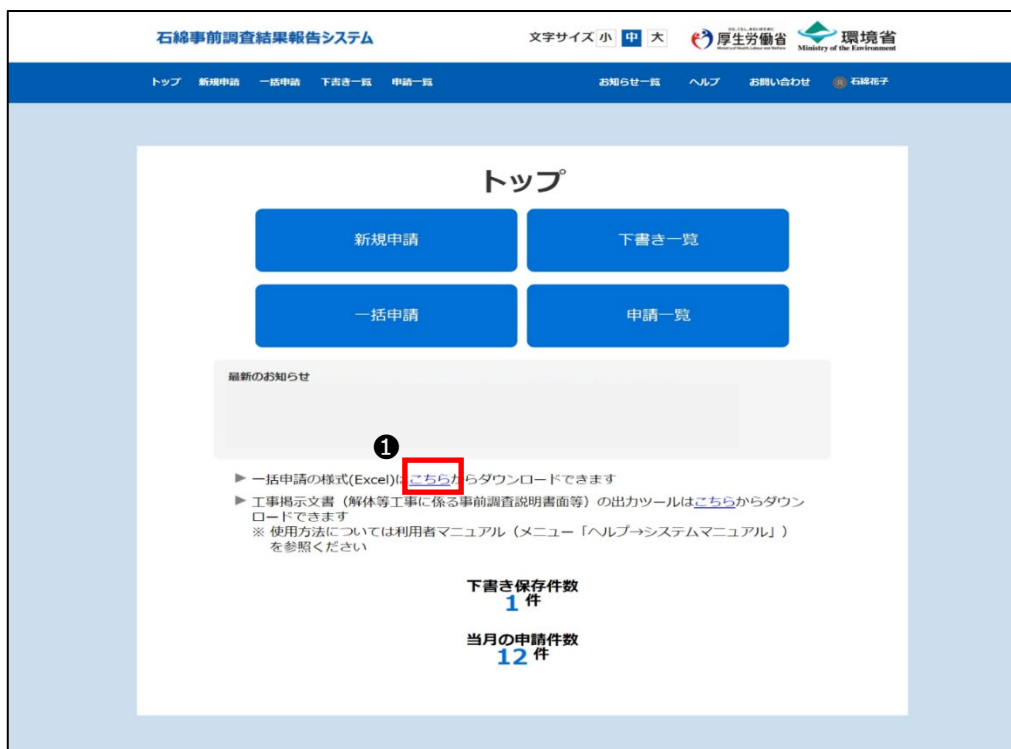 石綿事前調査結果報告システム
文字サイズ 小 中 大
厚生労働省
環境省
Ministry of the Environment
トップ 新規申請 一括申請 下書き一覧 申請一覧 お知らせ一覧 ヘルプ お問い合わせ 石綿花子
トップ
新規申請
下書き一覧
一括申請
申請一覧
最新のお知らせ
❶
▶ 一括申請の様式(Excel)はこちらからダウンロードできます
▶ 工事掲示文書(解体等工事に係る事前調査説明書面等)の出力ツールはこちらからダウン
ロードできます
※ 使用方法については利用者マニュアル(メニュー「ヘルプ→システムマニュアル」)
を参照ください
下書き保存件数
1 件
当月の申請件数
12 件